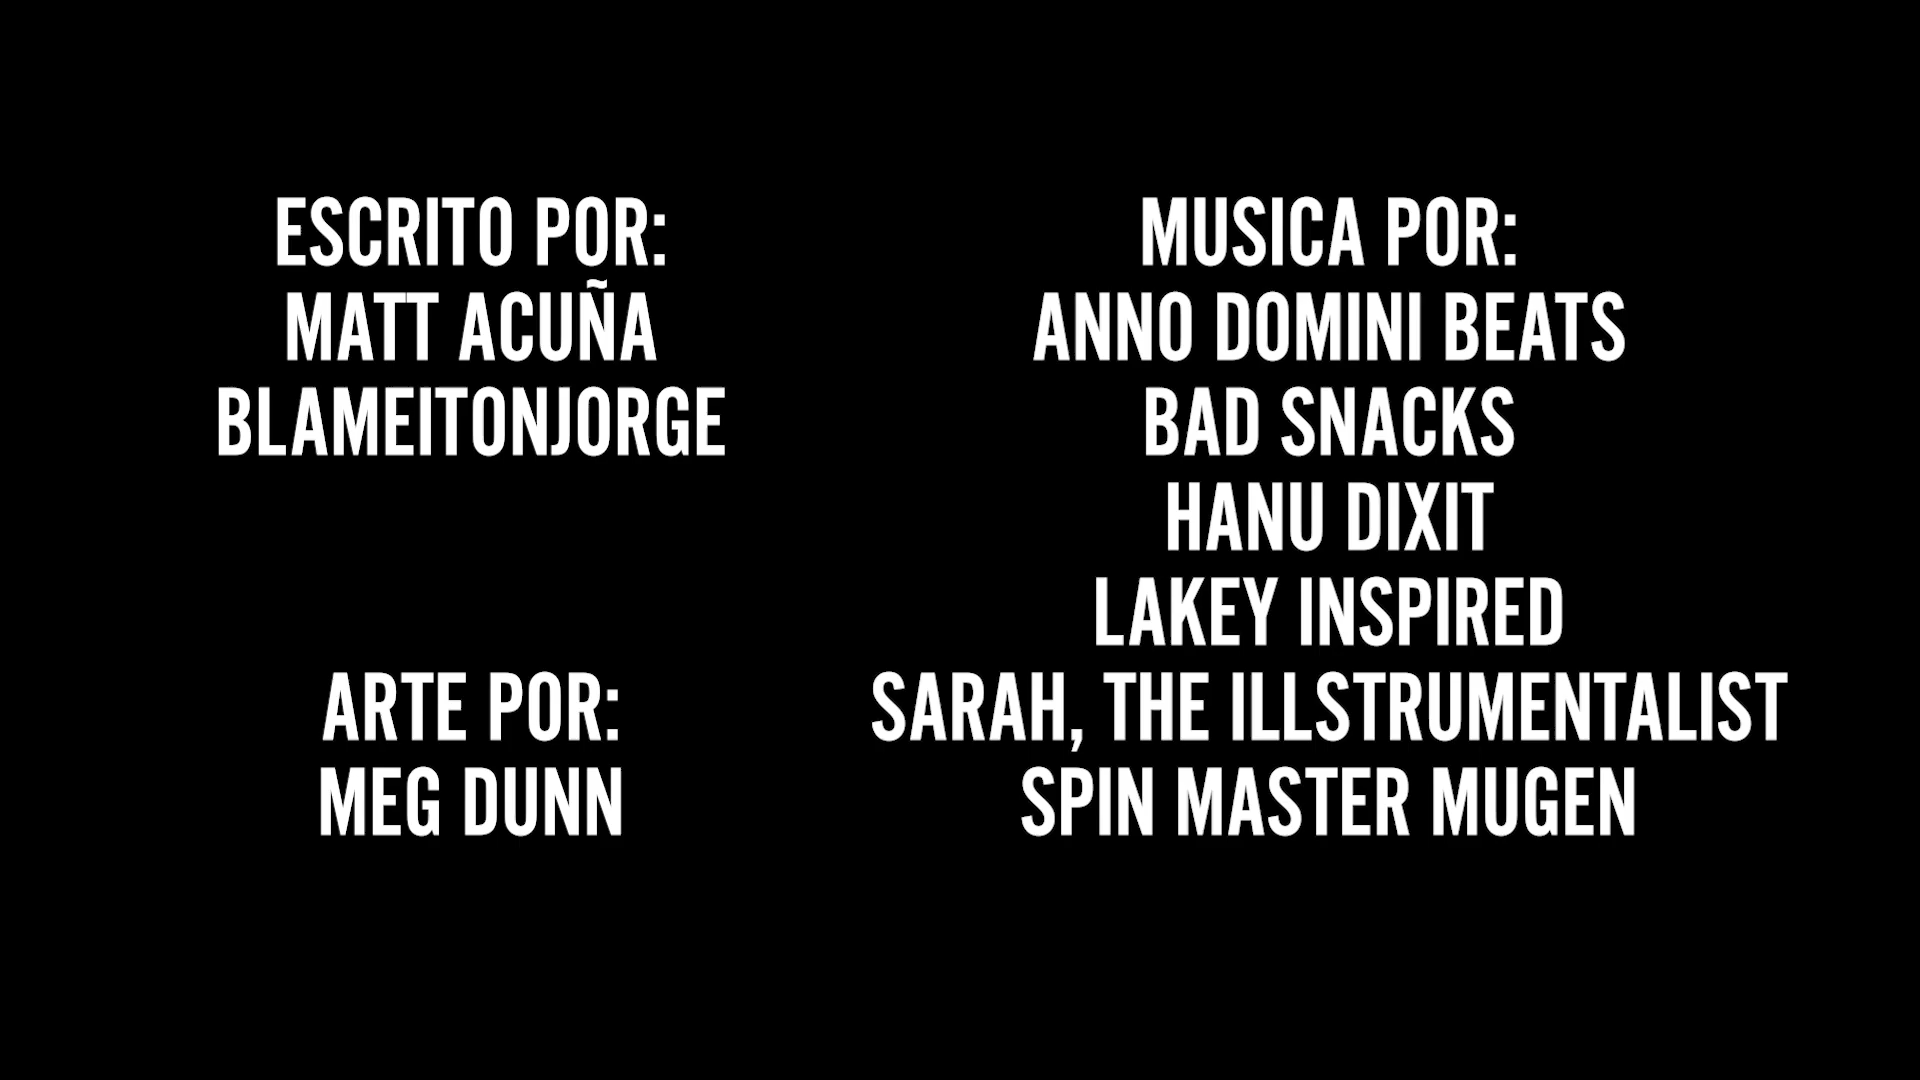 ESCRITO POR:
MATT ACUÑA
BLAMEITONJORGE
ARTE POR:
MEG DUNN
MUSICA POR:
ANNO DOMINI BEATS
BAD SNACKS
HANU DIXIT
LAKEY INSPIRED
SARAH, THE ILLSTRUMENTALIST
SPIN MASTER MUGEN